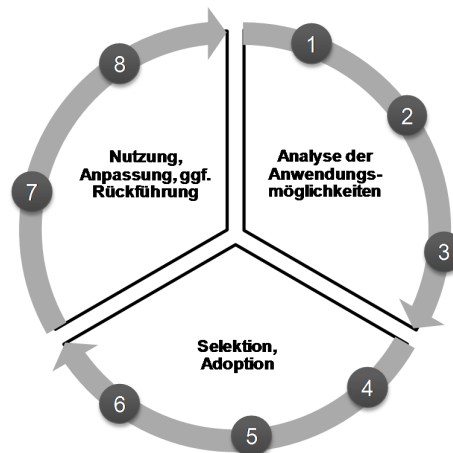 1
2
3
4
5
6
7
8
Analyse der
Anwendungs-
möglichkeiten
Selektion,
Adoption
Nutzung,
Anpassung, ggf.
Rückführung